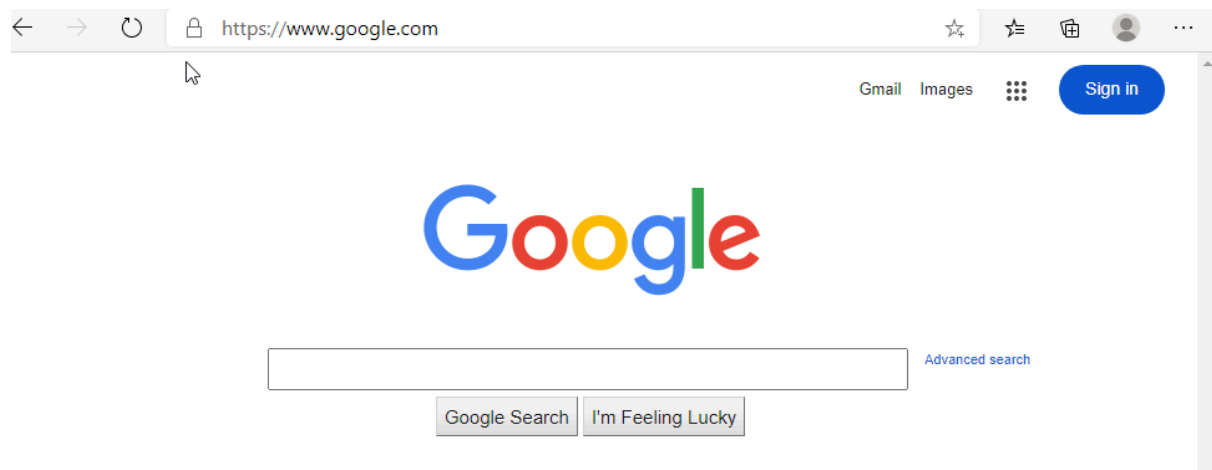 https://www.google.com
Gmail Images Sign in
Google
Advanced search
Google Search I'm Feeling Lucky